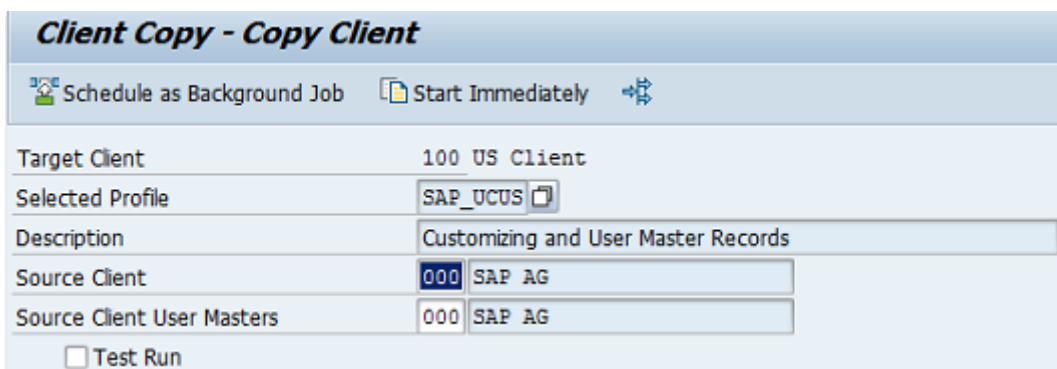 Client Copy - Copy Client
Schedule as Background Job Start Immediately
Target Client 100 US Client
Selected Profile SAP_UCUS
Description Customizing and User Master Records
Source Client 000 SAP AG
Source Client User Masters 000 SAP AG
Test Run